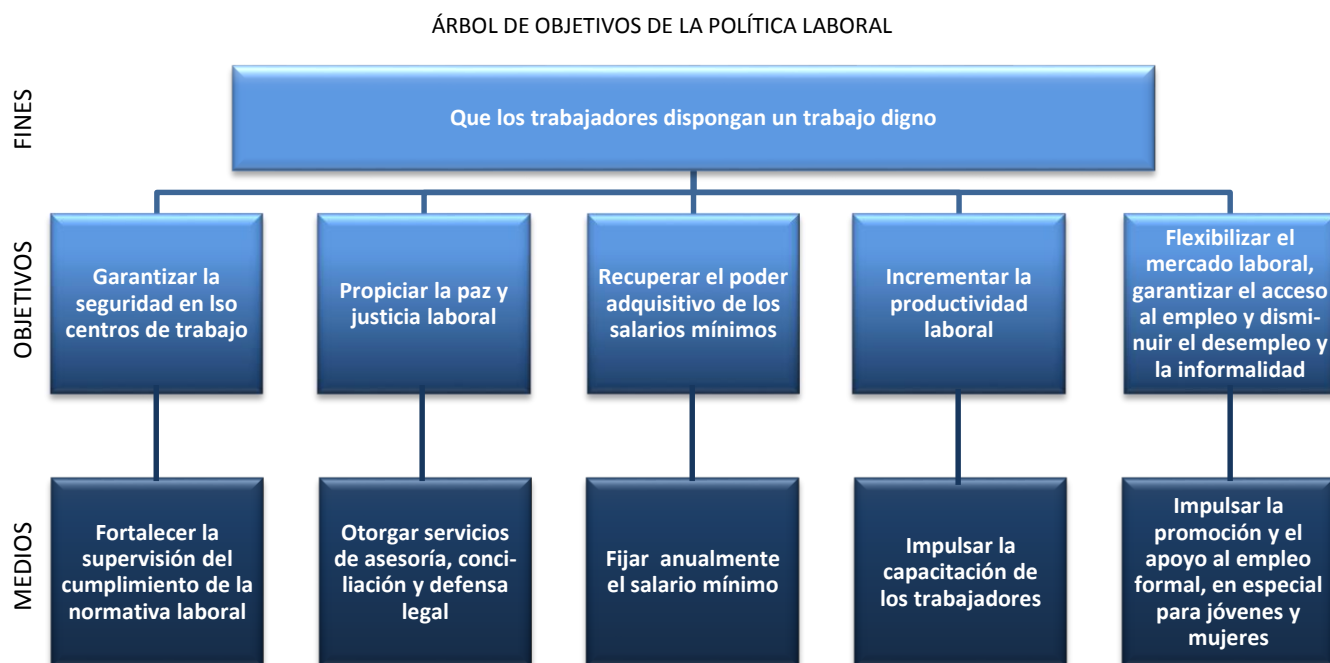 ÁRBOL DE OBJETIVOS DE LA POLÍTICA LABORAL
FINES
Que los trabajadores dispongan un trabajo digno
OBJETIVOS
Garantizar la
seguridad en lso
centros de trabajo
Propiciar la paz y
justicia laboral
Recuperar el poder
adquisitivo de los
salarios mínimos
Incrementar la
productividad
laboral
Flexibilizar el
mercado laboral,
garantizar el acceso
al empleo y dismi-
nuir el desempleo y
la informalidad
MEDIOS
Fortalecer la
supervisión del
cumplimiento de la
normativa laboral
Otorgar servicios
de asesoría, conci-
liación y defensa
legal
Fijar anualmente
el salario mínimo
Impulsar la
capacitación de
los trabajadores
Impulsar la
promoción y el
apoyo al empleo
formal, en especial
para jóvenes y
mujeres